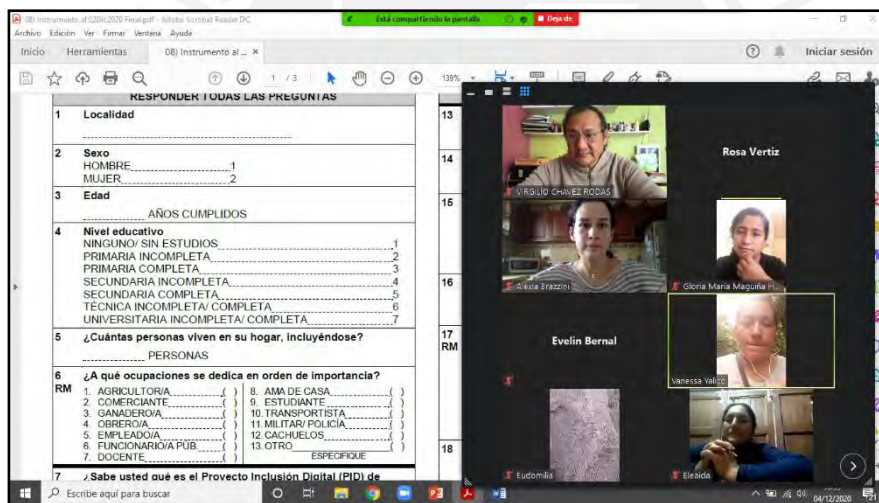 08) Instrumento al 02Dic2020 Final.pdf - Adobe Acrobat Reader DC
Está compartiendo la pantalla
Deja de
Archivo Edición Ver Firmar Ventana Ayuda
Inicio Herramientas 08) Instrumento al ... × Iniciar sesión
1 / 3 139%
RESPONDER TODAS LAS PREGUNTAS
1 Localidad
2 Sexo
HOMBRE 1
MUJER 2
3 Edad
AÑOS CUMPLIDOS
4 Nivel educativo
NINGUNO/ SIN ESTUDIOS 1
PRIMARIA INCOMPLETA 2
PRIMARIA COMPLETA 3
SECUNDARIA INCOMPLETA 4
SECUNDARIA COMPLETA 5
TÉCNICA INCOMPLETA/ COMPLETA 6
UNIVERSITARIA INCOMPLETA/ COMPLETA 7
5 ¿Cuántas personas viven en su hogar, incluyéndose?
PERSONAS
6 ¿A qué ocupaciones se dedica en orden de importancia?
RM 1. AGRICULTOR/A ( ) 8. AMA DE CASA ( )
2. COMERCIANTE ( ) 9. ESTUDIANTE ( )
3. GANADERO/A ( ) 10. TRANSPORTISTA ( )
4. OBRERO/A ( ) 11. MILITAR/ POLICÍA ( )
5. EMPLEADO/A ( ) 12. CACHUELOS ( )
6. FUNCIONARIO/A PÚB. ( ) 13. OTRO ( )
7. DOCENTE ( ) ESPECIFIQUE
7 ¿Sabe usted qué es el Proyecto Inclusión Digital (PID) de
13
14
15
16
17
RM
18
VIRGILIO CHAVEZ RODAS
Rosa Vertiz
Alexia Brazzini
Gloria María Maguiña H...
Evelin Bernal
Vanessa Yalico
Eudomilia
Eleaida
Escribe aquí para buscar
04/12/2020